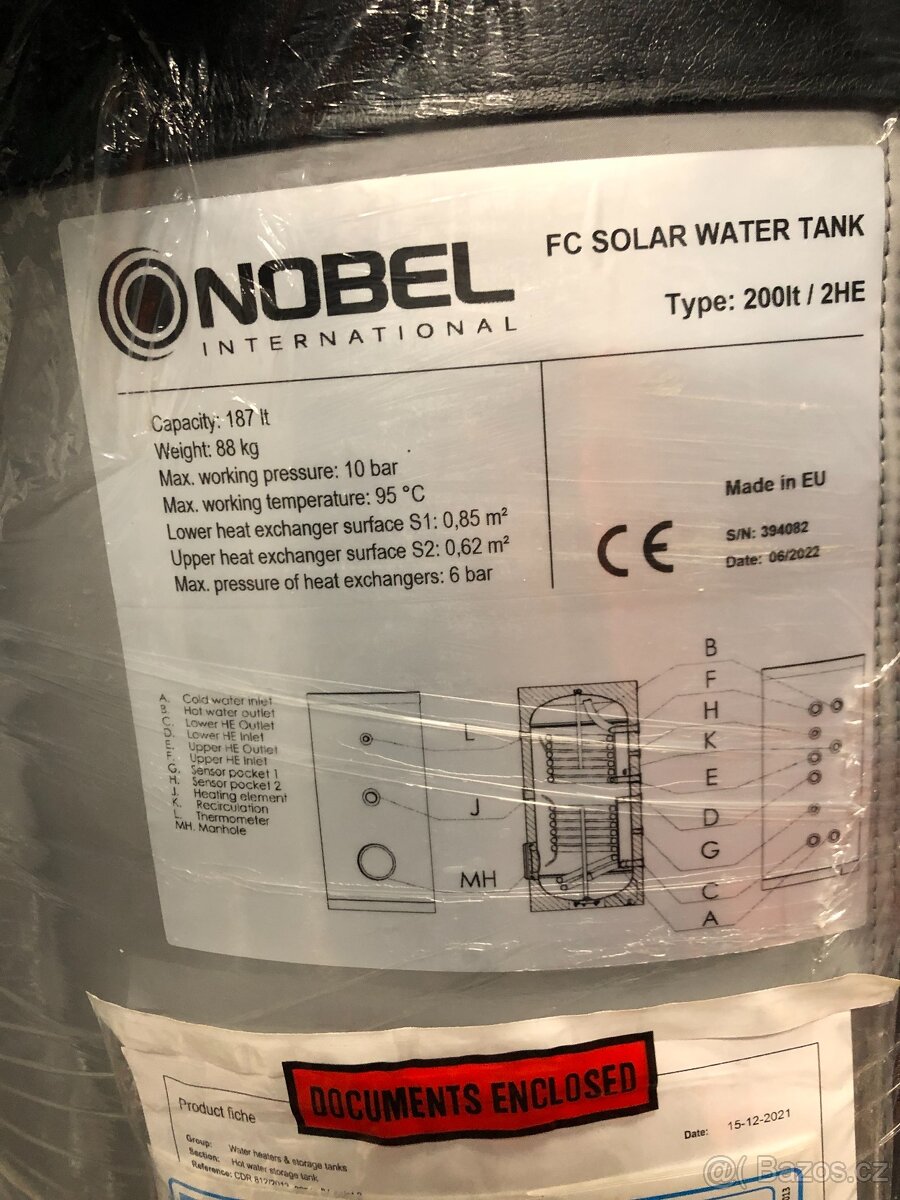 NOBEL
INTERNATIONAL
FC SOLAR WATER TANK
Type: 200lt / 2HE
Capacity: 187 lt
Weight: 88 kg
Max. working pressure: 10 bar
Max. working temperature: 95 °C
Lower heat exchanger surface S1: 0,85 m²
Upper heat exchanger surface S2: 0,62 m²
Max. pressure of heat exchangers: 6 bar
CE
Made in EU
S/N: 394082
Date: 06/2022
A. Cold water inlet
B. Hot water outlet
C. Lower HE Outlet
D. Lower HE Inlet
E. Upper HE Outlet
F. Upper HE Inlet
G. Sensor pocket 1
H. Sensor pocket 2
J. Heating element
K. Recirculation
L. Thermometer
MH. Manhole
L
J
MH
B
F
H
K
E
D
G
C
A
DOCUMENTS ENCLOSED
Product fiche
Date: 15-12-2021
Group: Water heaters & storage tanks
Section: Hot water storage tank
Reference: CDR 812/2013
Bazos.cz